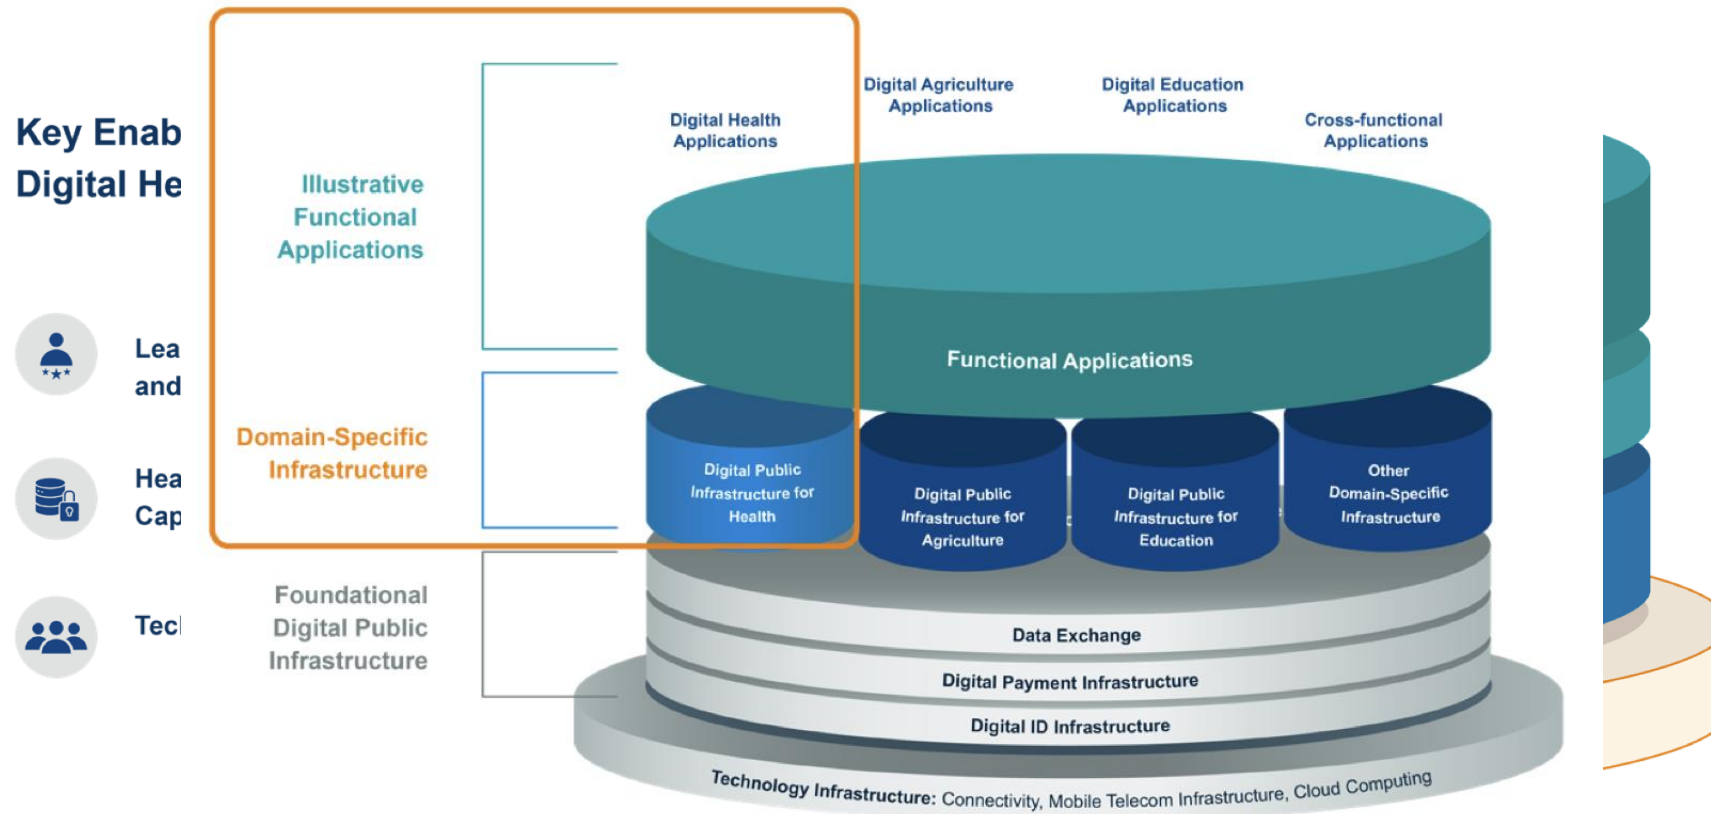 Key Enab
Digital He
Lea
and
Hea
Cap
Tec
Illustrative
Functional
Applications
Domain-Specific
Infrastructure
Foundational
Digital Public
Infrastructure
Digital Health
Applications
Digital Agriculture
Applications
Digital Education
Applications
Cross-functional
Applications
Functional Applications
Digital Public
Infrastructure for
Health
Digital Public
Infrastructure for
Agriculture
Digital Public
Infrastructure for
Education
Other
Domain-Specific
Infrastructure
Data Exchange
Digital Payment Infrastructure
Digital ID Infrastructure
Technology Infrastructure: Connectivity, Mobile Telecom Infrastructure, Cloud Computing